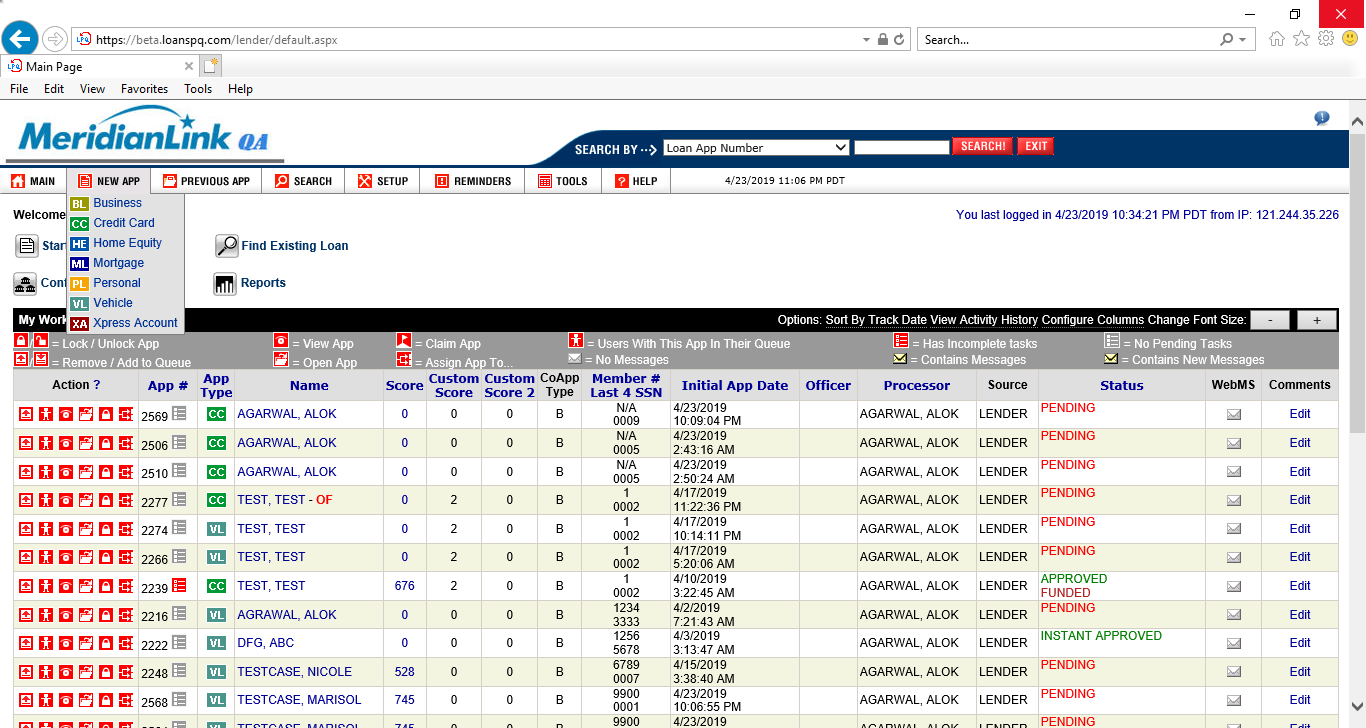 https://beta.loanspq.com/lender/default.aspx
Search...
Main Page
File Edit View Favorites Tools Help
MeridianLink QA
SEARCH BY ··> Loan App Number SEARCH! EXIT
MAIN NEW APP PREVIOUS APP SEARCH SETUP REMINDERS TOOLS HELP 4/23/2019 11:06 PM PDT
Welcome
You last logged in 4/23/2019 10:34:21 PM PDT from IP: 121.244.35.226
BL Business
CC Credit Card
HE Home Equity
ML Mortgage
PL Personal
VL Vehicle
XA Xpress Account
Find Existing Loan
Reports
My Work
Options: Sort By Track Date View Activity History Configure Columns Change Font Size: - +
/ = Lock / Unlock App = View App = Claim App = Users With This App In Their Queue = Has Incomplete tasks = No Pending Tasks
/ = Remove / Add to Queue = Open App = Assign App To... = No Messages = Contains Messages = Contains New Messages
Action ? App # App Type Name Score Custom Score Custom Score 2 CoApp Type Member # Last 4 SSN Initial App Date Officer Processor Source Status WebMS Comments
2569 CC AGARWAL, ALOK 0 0 0 B N/A 0009 4/23/2019 10:09:04 PM AGARWAL, ALOK LENDER PENDING Edit
2506 CC AGARWAL, ALOK 0 0 0 B N/A 0005 4/23/2019 2:43:16 AM AGARWAL, ALOK LENDER PENDING Edit
2510 CC AGARWAL, ALOK 0 0 0 B N/A 0005 4/23/2019 2:50:24 AM AGARWAL, ALOK LENDER PENDING Edit
2277 CC TEST, TEST - OF 0 2 0 B 1 0002 4/17/2019 11:22:36 PM AGARWAL, ALOK LENDER PENDING Edit
2274 VL TEST, TEST 0 2 0 B 1 0002 4/17/2019 10:14:11 PM AGARWAL, ALOK LENDER PENDING Edit
2266 VL TEST, TEST 0 2 0 B 1 0002 4/17/2019 5:20:06 AM AGARWAL, ALOK LENDER PENDING Edit
2239 CC TEST, TEST 676 2 0 B 1 0002 4/10/2019 3:22:45 AM AGARWAL, ALOK LENDER APPROVED FUNDED Edit
2216 VL AGRAWAL, ALOK 0 0 0 B 1234 3333 4/2/2019 7:21:43 AM AGARWAL, ALOK LENDER PENDING Edit
2222 VL DFG, ABC 0 0 0 B 1256 5678 4/3/2019 3:13:47 AM AGARWAL, ALOK LENDER INSTANT APPROVED Edit
2248 VL TESTCASE, NICOLE 528 0 0 B 6789 0007 4/15/2019 3:38:40 AM AGARWAL, ALOK LENDER PENDING Edit
2568 VL TESTCASE, MARISOL 745 0 0 B 9900 0001 4/23/2019 10:06:55 PM AGARWAL, ALOK LENDER PENDING Edit
TESTCASE, MARISOL 745 9900 4/23/2019 AGARWAL, ALOK LENDER PENDING Edit